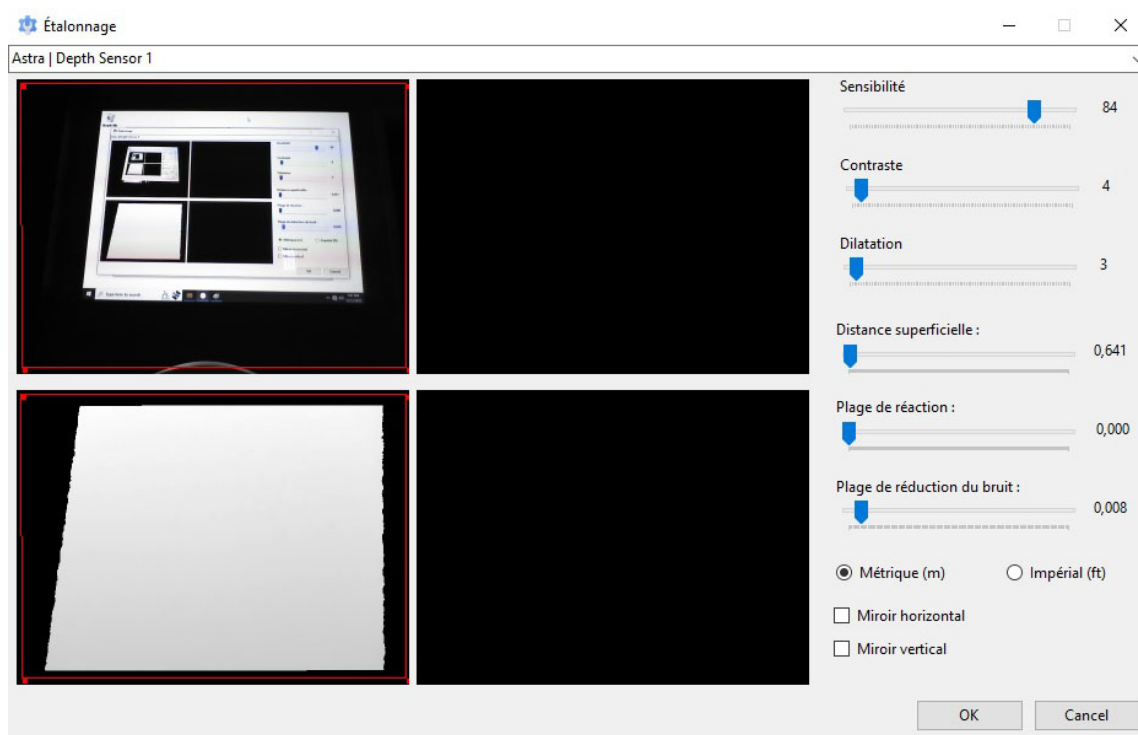 Étalonnage
Astra | Depth Sensor 1
Sensibilité
84
Contraste
4
Dilatation
3
Distance superficielle :
0,641
Plage de réaction :
0,000
Plage de réduction du bruit :
0,008
Métrique (m) Impérial (ft)
Miroir horizontal
Miroir vertical
OK Cancel